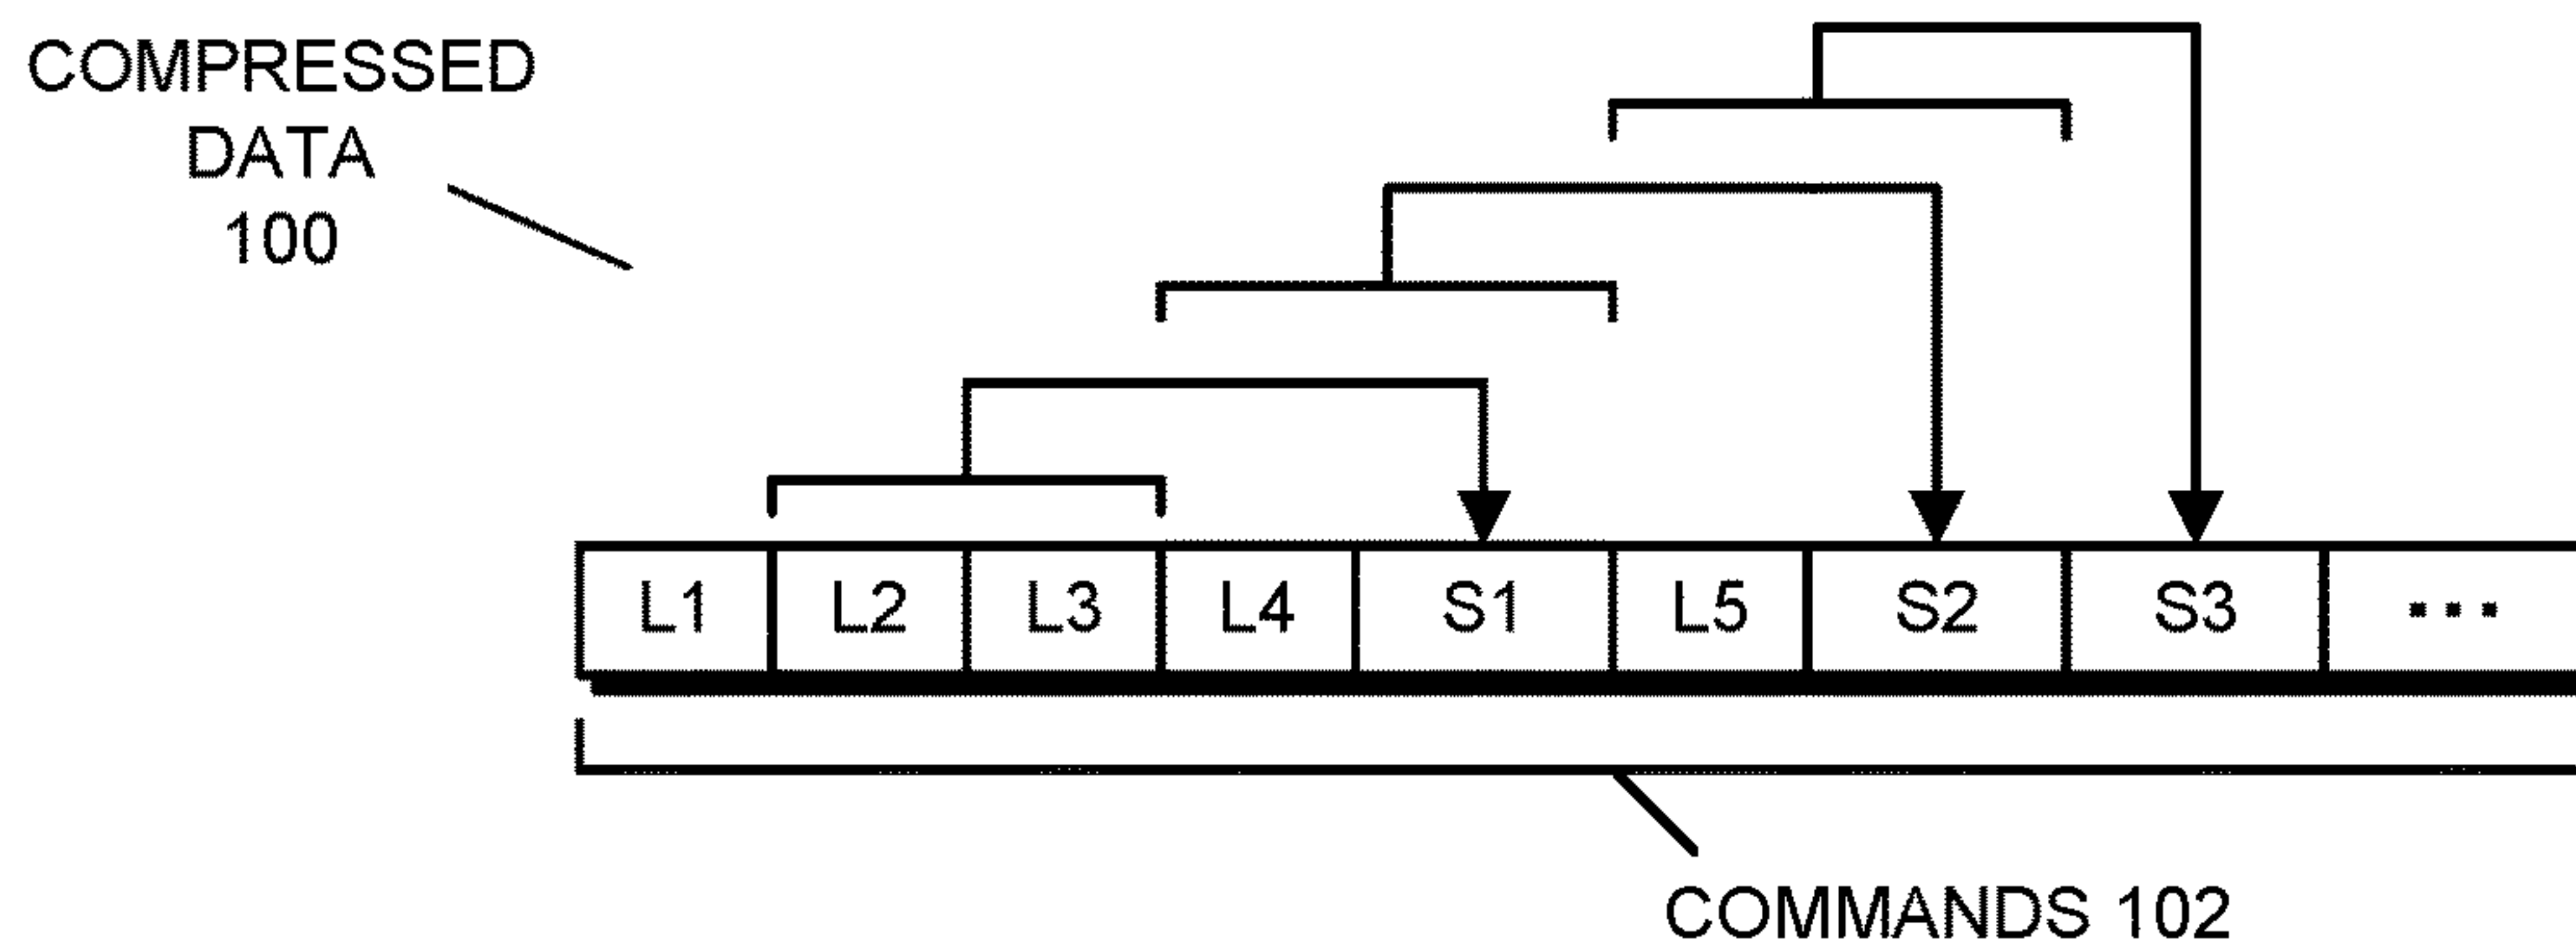 COMPRESSED
DATA
100
L1 L2 L3 L4 S1 L5 S2 S3 ...
COMMANDS 102